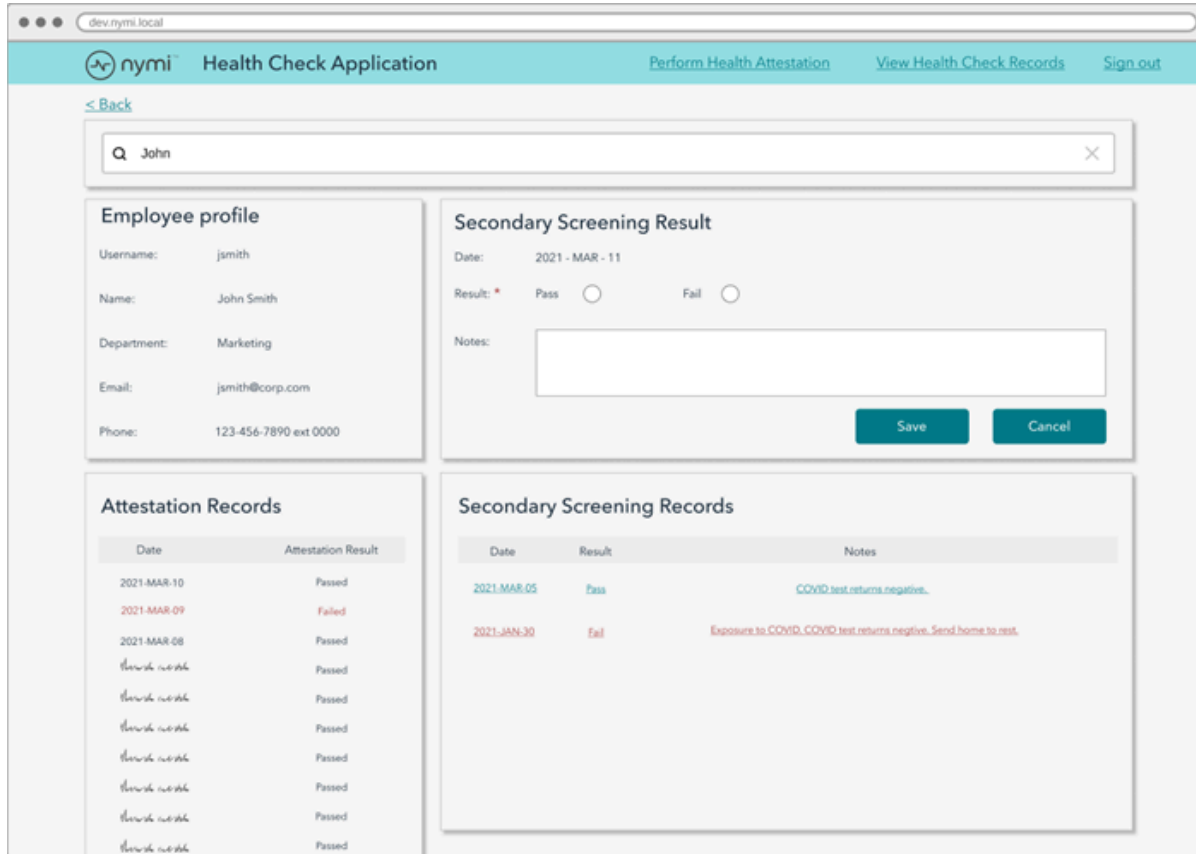 dev.nymi.local
nymi™ Health Check Application Perform Health Attestation View Health Check Records Sign out
< Back
John
Employee profile
Username: jsmith
Name: John Smith
Department: Marketing
Email: jsmith@corp.com
Phone: 123-456-7890 ext 0000
Secondary Screening Result
Date: 2021 - MAR - 11
Result: * Pass Fail
Notes:
Save Cancel
Attestation Records
Date Attestation Result
2021-MAR-10 Passed
2021-MAR-09 Failed
2021-MAR-08 Passed
Passed
Passed
Passed
Passed
Passed
Passed
Passed
Secondary Screening Records
Date Result Notes
2021-MAR-05 Pass COVID test returns negative.
2021-JAN-30 Fail Exposure to COVID. COVID test returns negtive. Send home to rest.